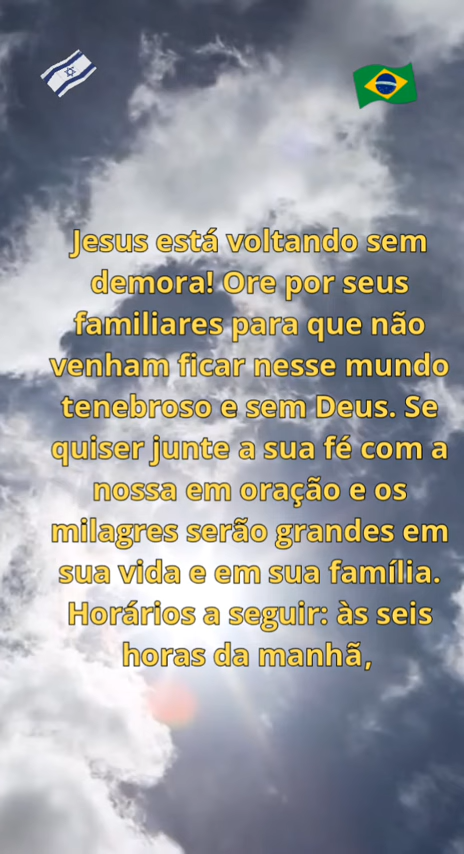 Jesus está voltando sem
demora! Ore por seus
familiares para que não
venham ficar nesse mundo
tenebroso e sem Deus. Se
quiser junte a sua fé com a
nossa em oração e os
milagres serão grandes em
sua vida e em sua família.
Horários a seguir: às seis
horas da manhã,